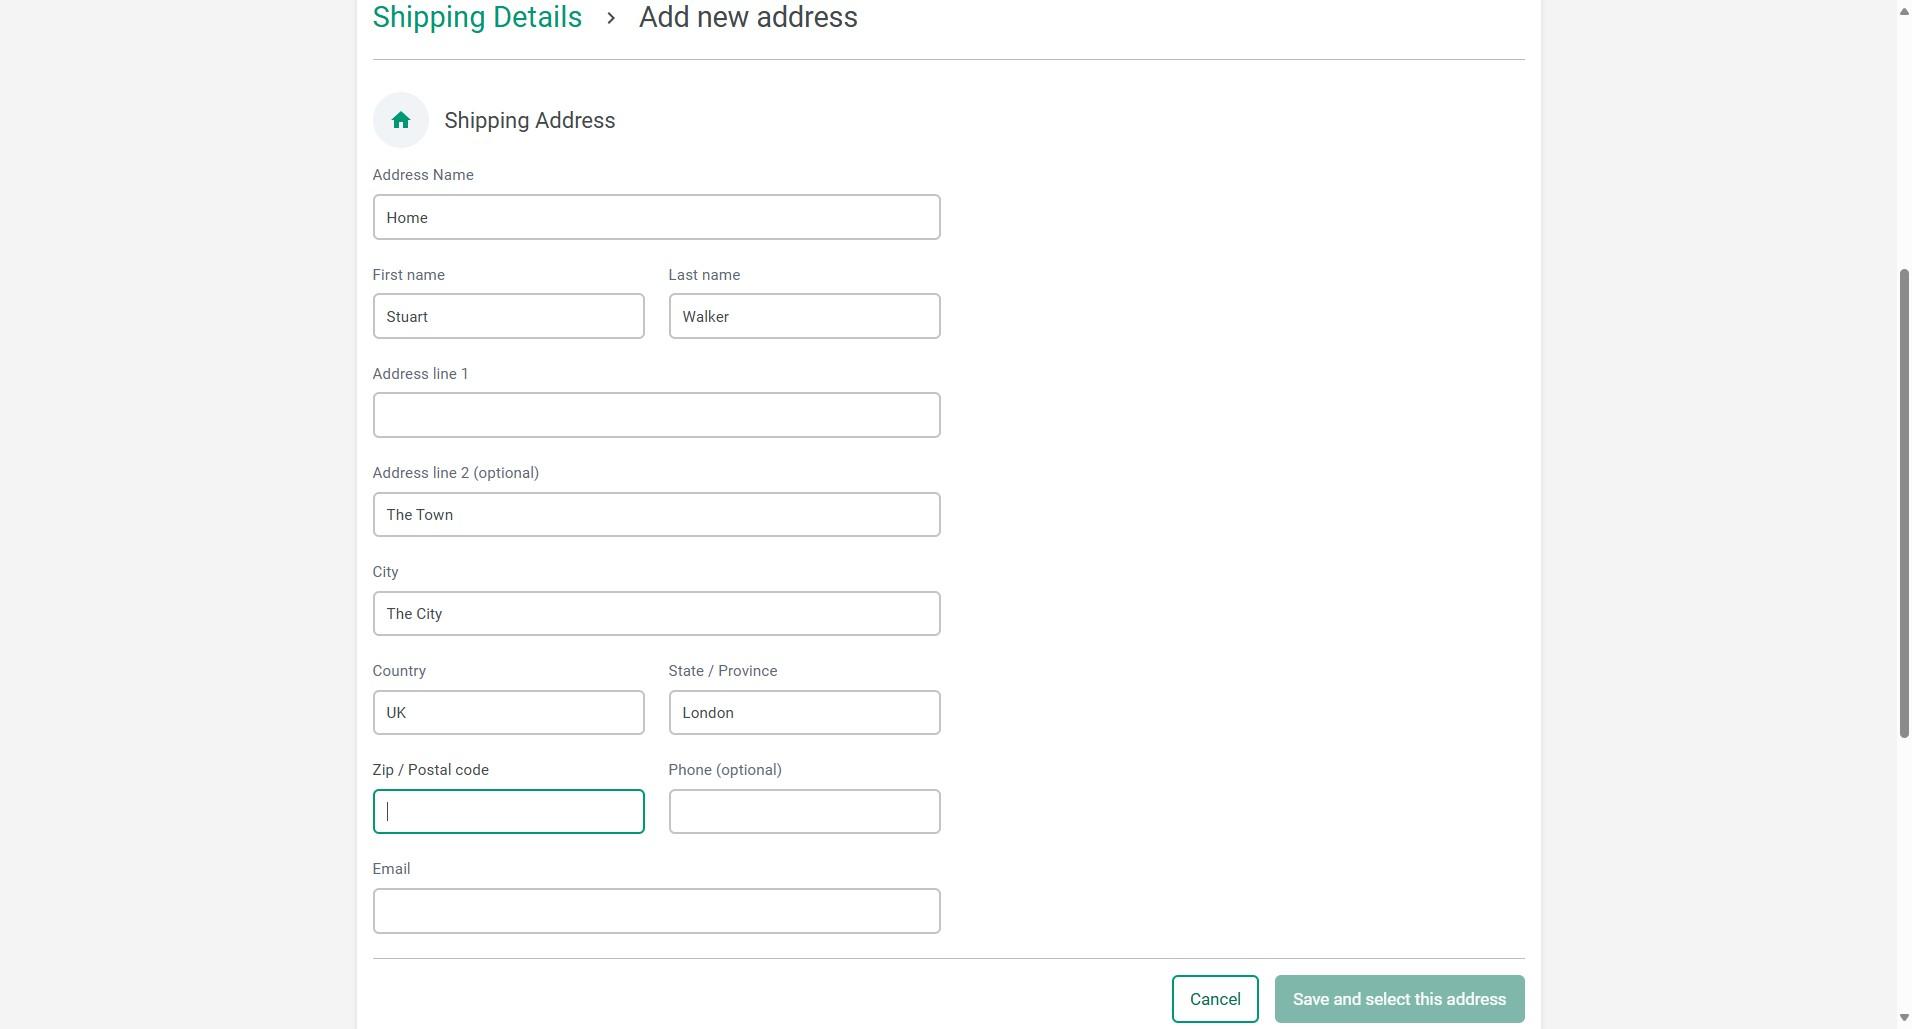 Shipping Details > Add new address
Shipping Address
Address Name
Home
First name Last name
Stuart Walker
Address line 1
Address line 2 (optional)
The Town
City
The City
Country State / Province
UK London
Zip / Postal code Phone (optional)
Email
Cancel Save and select this address